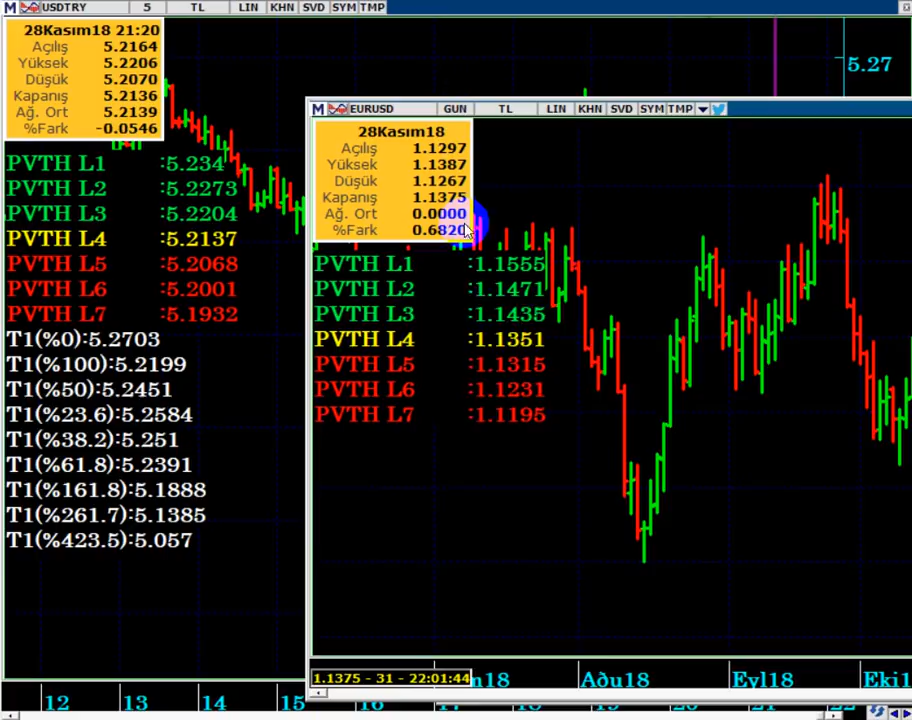 M USDTRY 5 TL LIN KHN SVD SYM TMP
28Kasım18 21:20
Açılış 5.2164
Yüksek 5.2206
Düşük 5.2070
Kapanış 5.2136
Ağ. Ort 5.2139
%Fark -0.0546
PVTH L1 :5.234
PVTH L2 :5.2273
PVTH L3 :5.2204
PVTH L4 :5.2137
PVTH L5 :5.2068
PVTH L6 :5.2001
PVTH L7 :5.1932
T1(%0):5.2703
T1(%100):5.2199
T1(%50):5.2451
T1(%23.6):5.2584
T1(%38.2):5.251
T1(%61.8):5.2391
T1(%161.8):5.1888
T1(%261.7):5.1385
T1(%423.5):5.057
5.27
M EURUSD GUN TL LIN KHN SVD SYM TMP
28Kasım18
Açılış 1.1297
Yüksek 1.1387
Düşük 1.1267
Kapanış 1.1375
Ağ. Ort 0.0000
%Fark 0.6820
PVTH L1 :1.1555
PVTH L2 :1.1471
PVTH L3 :1.1435
PVTH L4 :1.1351
PVTH L5 :1.1315
PVTH L6 :1.1231
PVTH L7 :1.1195
1.1375 - 31 - 22:01:44
n18 Aðu18 Eyl18 Eki1
12 13 15